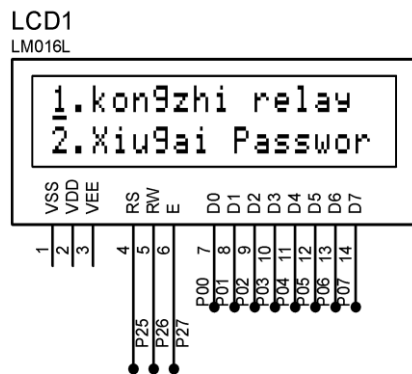 LCD1
LM016L
1.kongzhi relay
2.Xiugai Passwor
VSS VDD VEE RS RW E D0 D1 D2 D3 D4 D5 D6 D7
1 2 3 4 5 6 7 8 9 10 11 12 13 14
P25 P26 P27 P00 P01 P02 P03 P04 P05 P06 P07